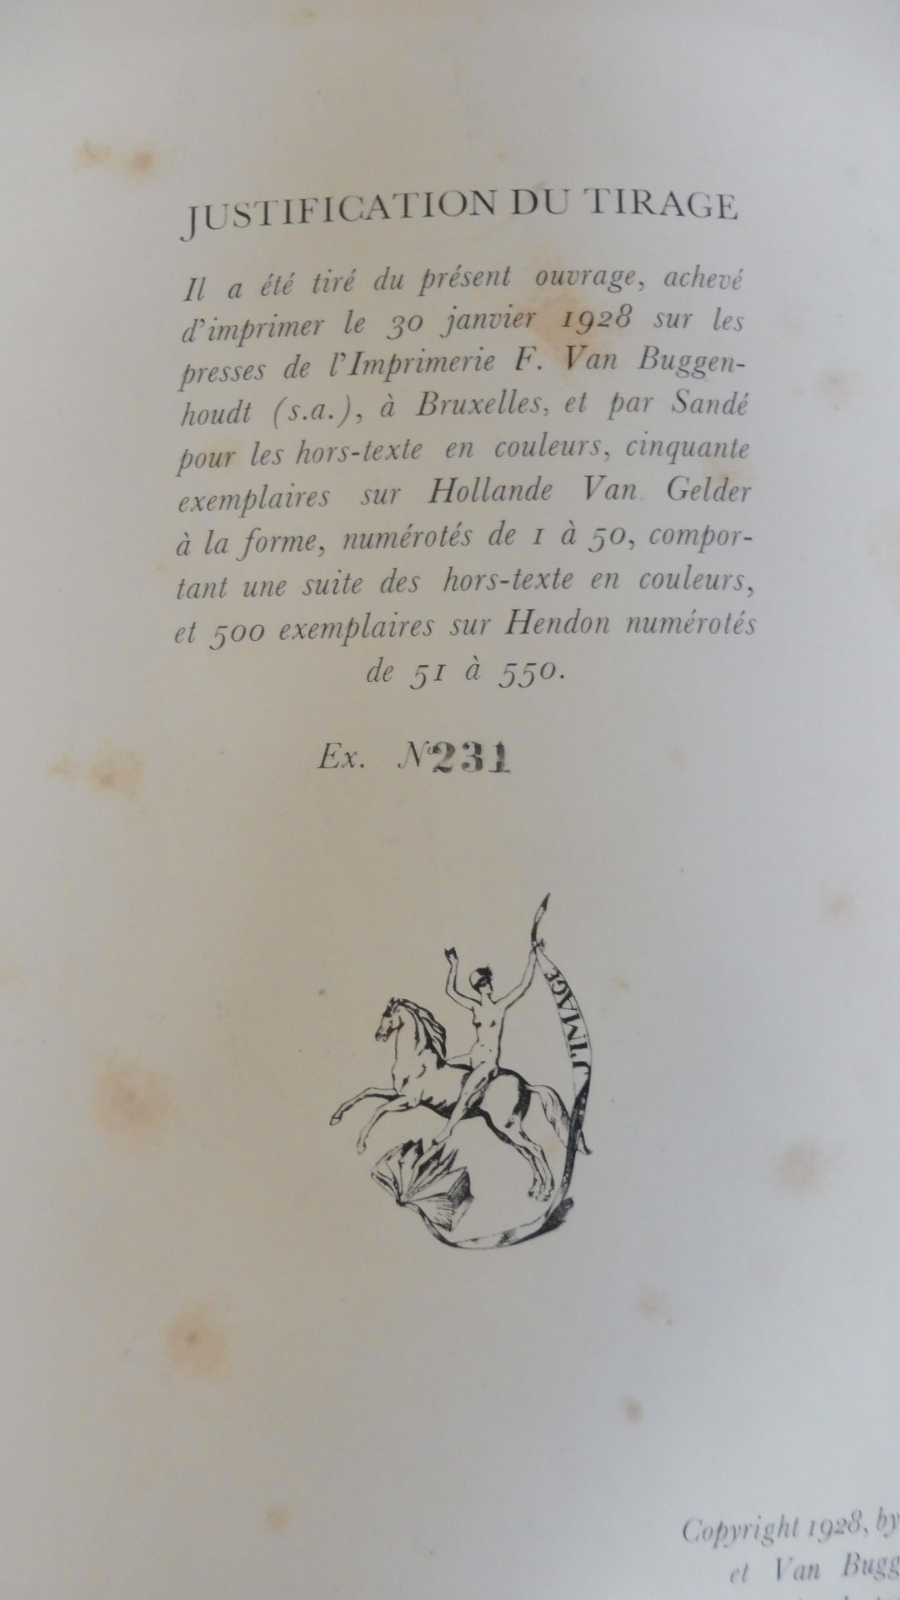 JUSTIFICATION DU TIRAGE
Il a été tiré du présent ouvrage, achevé
d'imprimer le 30 janvier 1928 sur les
presses de l'Imprimerie F. Van Buggen-
houdt (s.a.), à Bruxelles, et par Sandé
pour les hors-texte en couleurs, cinquante
exemplaires sur Hollande Van Gelder
à la forme, numérotés de 1 à 50, compor-
tant une suite des hors-texte en couleurs,
et 500 exemplaires sur Hendon numérotés
de 51 à 550.
Ex. N° 231
J'IMAGE
Copyright 1928, by
et Van Bugg